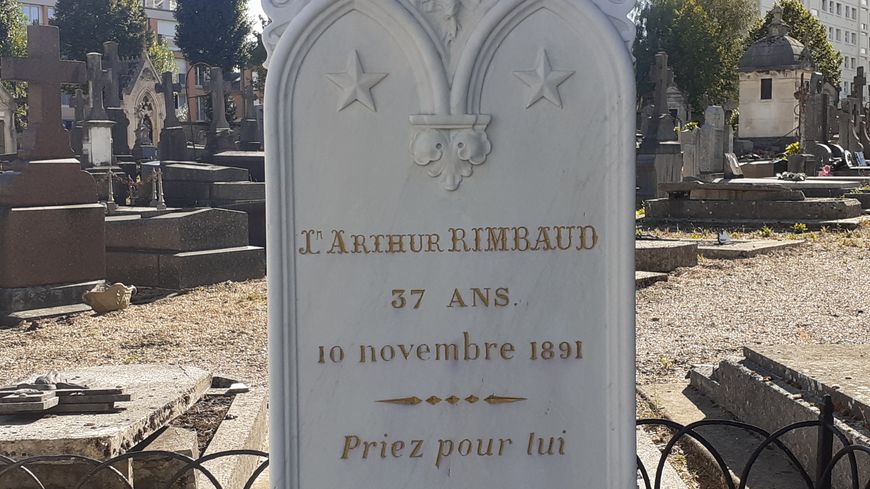 Jn ARTHUR RIMBAUD
37 ANS.
10 novembre 1891
Priez pour lui